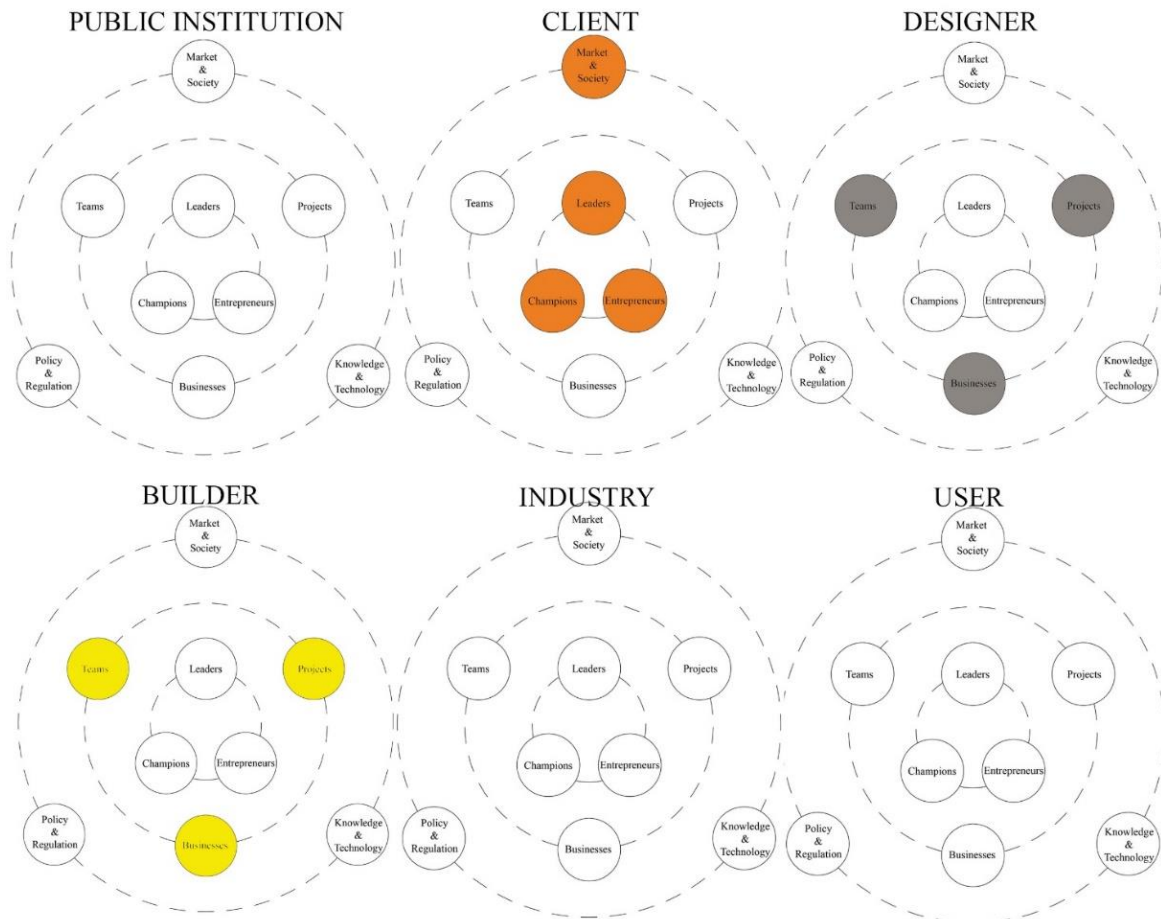 PUBLIC INSTITUTION
Market
&
Society
Teams
Leaders
Projects
Champions
Entrepreneurs
Policy
&
Regulation
Businesses
Knowledge
&
Technology
CLIENT
Market
&
Society
Teams
Leaders
Projects
Champions
Entrepreneurs
Policy
&
Regulation
Businesses
Knowledge
&
Technology
DESIGNER
Market
&
Society
Teams
Leaders
Projects
Champions
Entrepreneurs
Policy
&
Regulation
Businesses
Knowledge
&
Technology
BUILDER
Market
&
Society
Teams
Leaders
Projects
Champions
Entrepreneurs
Policy
&
Regulation
Businesses
Knowledge
&
Technology
INDUSTRY
Market
&
Society
Teams
Leaders
Projects
Champions
Entrepreneurs
Policy
&
Regulation
Businesses
Knowledge
&
Technology
USER
Market
&
Society
Teams
Leaders
Projects
Champions
Entrepreneurs
Policy
&
Regulation
Businesses
Knowledge
&
Technology